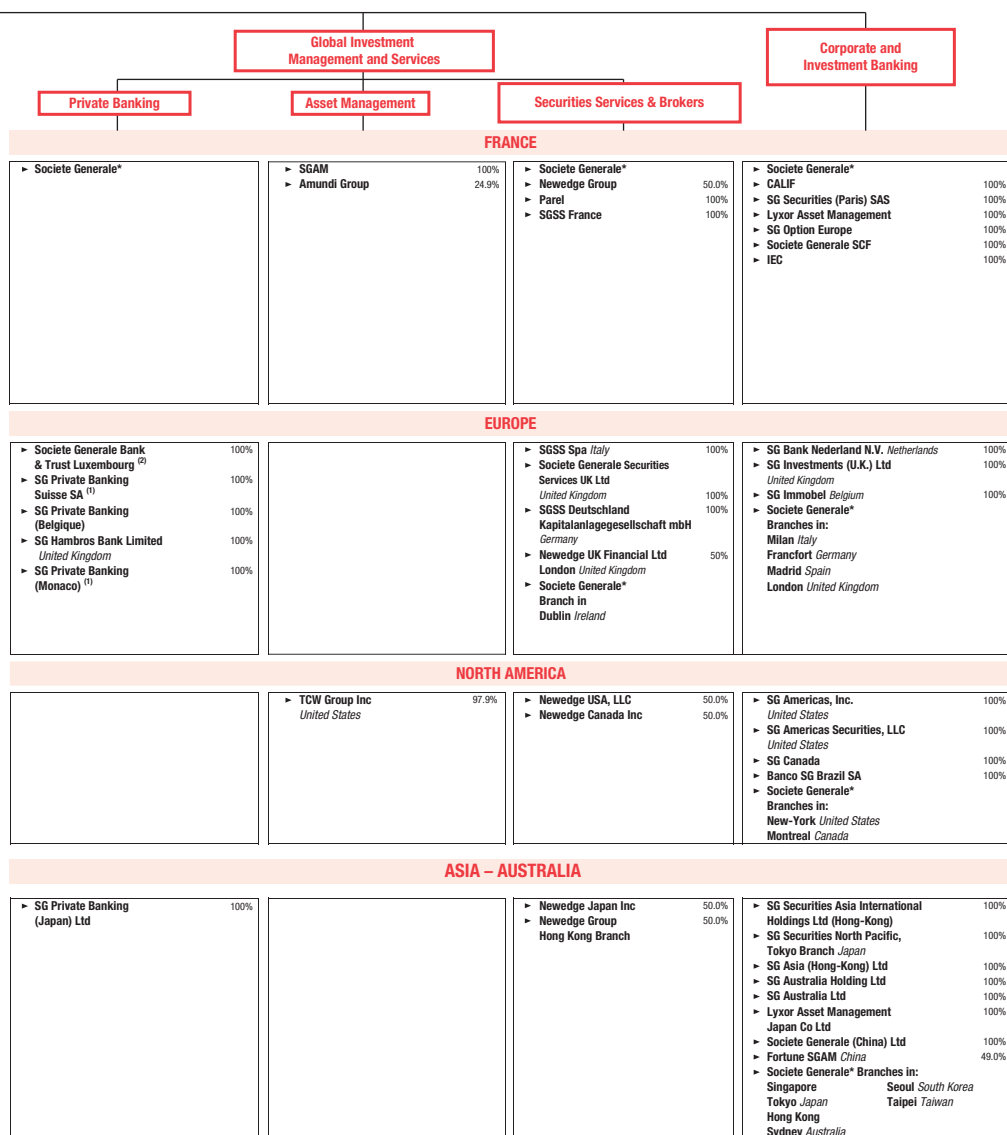 Global Investment
Management and Services
Corporate and
Investment Banking
Private Banking
Asset Management
Securities Services & Brokers
FRANCE
► Societe Generale*
► SGAM 100%
► Amundi Group 24.9%
► Societe Generale*
► Newedge Group 50.0%
► Parel 100%
► SGSS France 100%
► Societe Generale*
► CALIF 100%
► SG Securities (Paris) SAS 100%
► Lyxor Asset Management 100%
► SG Option Europe 100%
► Societe Generale SCF 100%
► IEC 100%
EUROPE
► Societe Generale Bank 100%
& Trust Luxembourg (2)
► SG Private Banking 100%
Suisse SA (1)
► SG Private Banking 100%
(Belgique)
► SG Hambros Bank Limited 100%
United Kingdom
► SG Private Banking 100%
(Monaco) (1)
► SGSS Spa Italy 100%
► Societe Generale Securities
Services UK Ltd
United Kingdom 100%
► SGSS Deutschland 100%
Kapitalanlagegesellschaft mbH
Germany
► Newedge UK Financial Ltd 50%
London United Kingdom
► Societe Generale*
Branch in
Dublin Ireland
► SG Bank Nederland N.V. Netherlands 100%
► SG Investments (U.K.) Ltd 100%
United Kingdom
► SG Immobel Belgium 100%
► Societe Generale*
Branches in:
Milan Italy
Francfort Germany
Madrid Spain
London United Kingdom
NORTH AMERICA
► TCW Group Inc 97.9%
United States
► Newedge USA, LLC 50.0%
► Newedge Canada Inc 50.0%
► SG Americas, Inc. 100%
United States
► SG Americas Securities, LLC 100%
United States
► SG Canada 100%
► Banco SG Brazil SA 100%
► Societe Generale*
Branches in:
New-York United States
Montreal Canada
ASIA – AUSTRALIA
► SG Private Banking 100%
(Japan) Ltd
► Newedge Japan Inc 50.0%
► Newedge Group 50.0%
Hong Kong Branch
► SG Securities Asia International 100%
Holdings Ltd (Hong-Kong)
► SG Securities North Pacific, 100%
Tokyo Branch Japan
► SG Asia (Hong-Kong) Ltd 100%
► SG Australia Holding Ltd 100%
► SG Australia Ltd 100%
► Lyxor Asset Management 100%
Japan Co Ltd
► Societe Generale (China) Ltd 100%
► Fortune SGAM China 49.0%
► Societe Generale* Branches in:
Singapore Seoul South Korea
Tokyo Japan Taipei Taiwan
Hong Kong
Sydney Australia